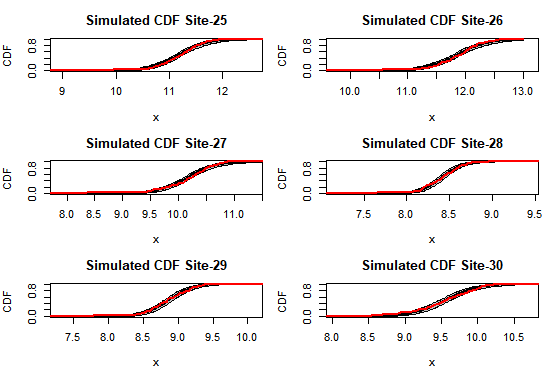 Simulated CDF Site-25
CDF
0.0 0.8
9 10 11 12
x
Simulated CDF Site-26
CDF
0.0 0.8
10.0 11.0 12.0 13.0
x
Simulated CDF Site-27
CDF
0.0 0.8
8.0 8.5 9.0 9.5 10.0 11.0
x
Simulated CDF Site-28
CDF
0.0 0.8
7.5 8.0 8.5 9.0 9.5
x
Simulated CDF Site-29
CDF
0.0 0.8
7.5 8.0 8.5 9.0 9.5 10.0
x
Simulated CDF Site-30
CDF
0.0 0.8
8.0 8.5 9.0 9.5 10.0 10.5
x